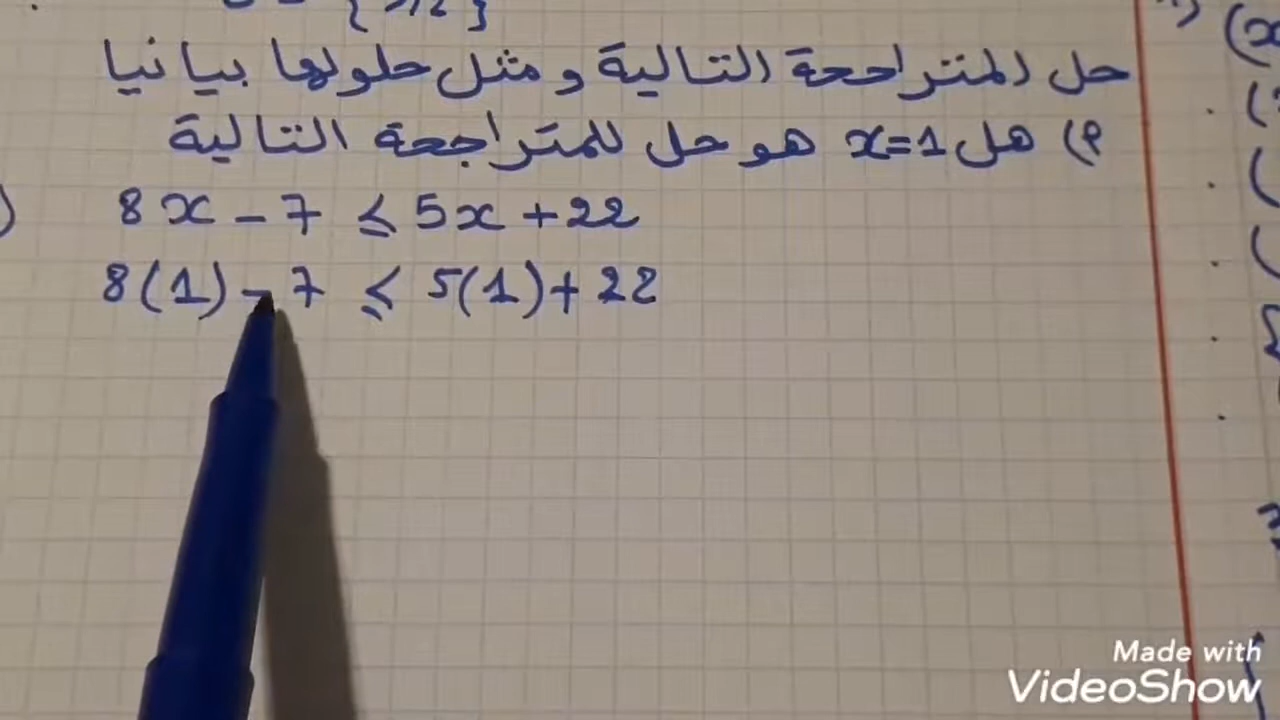 حل المتراجحة التالية و مثل حلولها بيانيا
م) هل x=1 هو حل للمتراجحة التالية
8x - 7 ≤ 5x + 22
8(1) - 7 ≤ 5(1) + 22
Made with
VideoShow